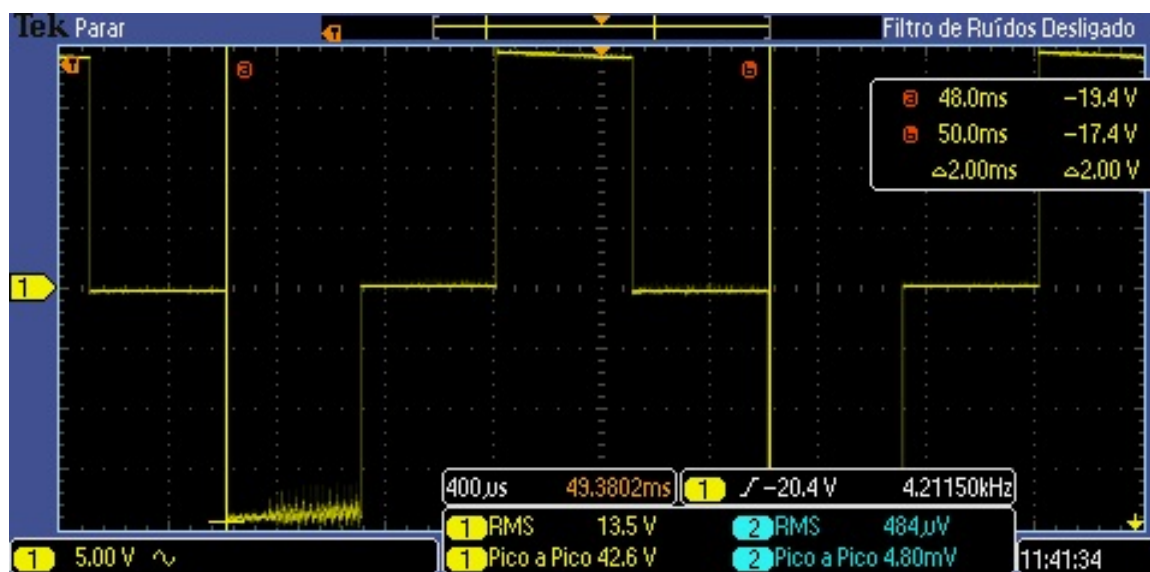 Tek Parar Filtro de Ruídos Desligado
T
T
a b
a 48.0ms −19.4 V
b 50.0ms −17.4 V
△2.00ms △2.00 V
1
400µs 49.3802ms 1 −20.4 V 4.21150kHz
1 RMS 13.5 V 2 RMS 484µV
1 Pico a Pico 42.6 V 2 Pico a Pico 4.80mV
1 5.00 V 11:41:34